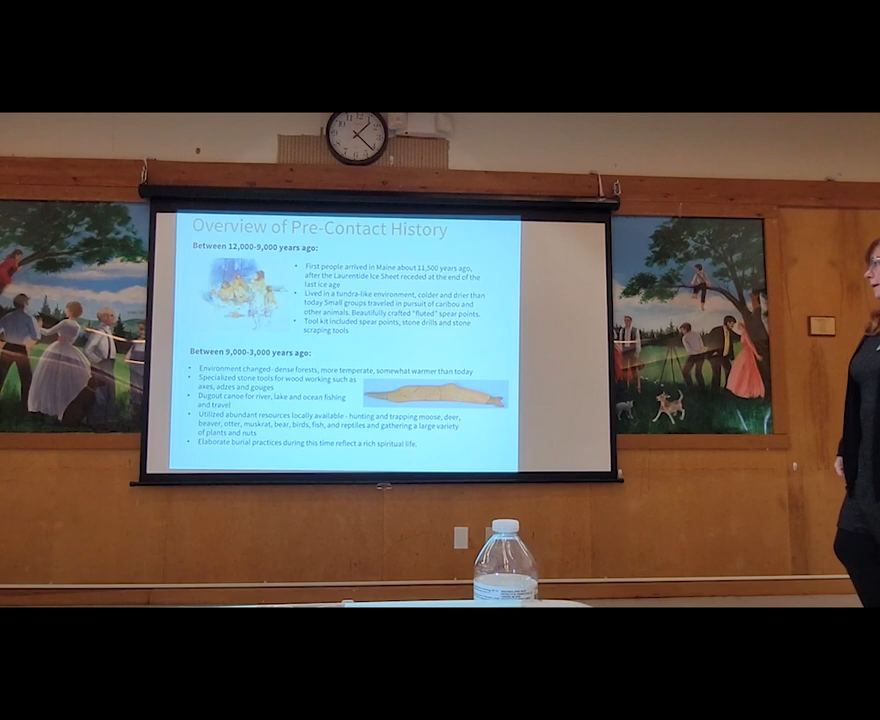 Overview of Pre-Contact History
Between 12,000-9,000 years ago:
• First people arrived in Maine about 11,500 years ago,
after the Laurentide Ice Sheet receded at the end of the
last ice age
• Lived in a tundra-like environment, colder and drier than
today Small groups traveled in pursuit of caribou and
other animals. Beautifully crafted "fluted" spear points.
• Tool kit included spear points, stone drills and stone
scraping tools
Between 9,000-3,000 years ago:
• Environment changed- dense forests, more temperate, somewhat warmer than today
• Specialized stone tools for wood working such as
axes, adzes and gouges
• Dugout canoe for river, lake and ocean fishing
and travel
• Utilized abundant resources locally available - hunting and trapping moose, deer,
beaver, otter, muskrat, bear, birds, fish, and reptiles and gathering a large variety
of plants and nuts
• Elaborate burial practices during this time reflect a rich spiritual life.